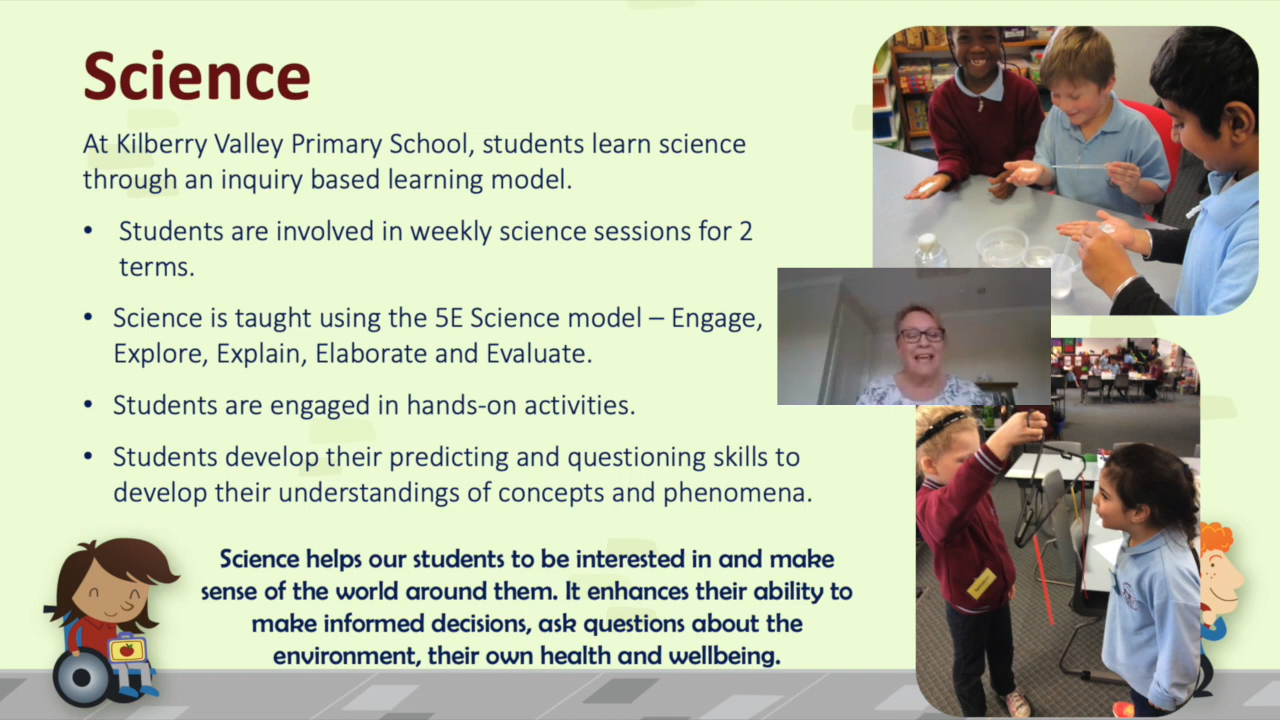 Science
At Kilberry Valley Primary School, students learn science
through an inquiry based learning model.
• Students are involved in weekly science sessions for 2
terms.
• Science is taught using the 5E Science model – Engage,
Explore, Explain, Elaborate and Evaluate.
• Students are engaged in hands-on activities.
• Students develop their predicting and questioning skills to
develop their understandings of concepts and phenomena.
Science helps our students to be interested in and make
sense of the world around them. It enhances their ability to
make informed decisions, ask questions about the
environment, their own health and wellbeing.